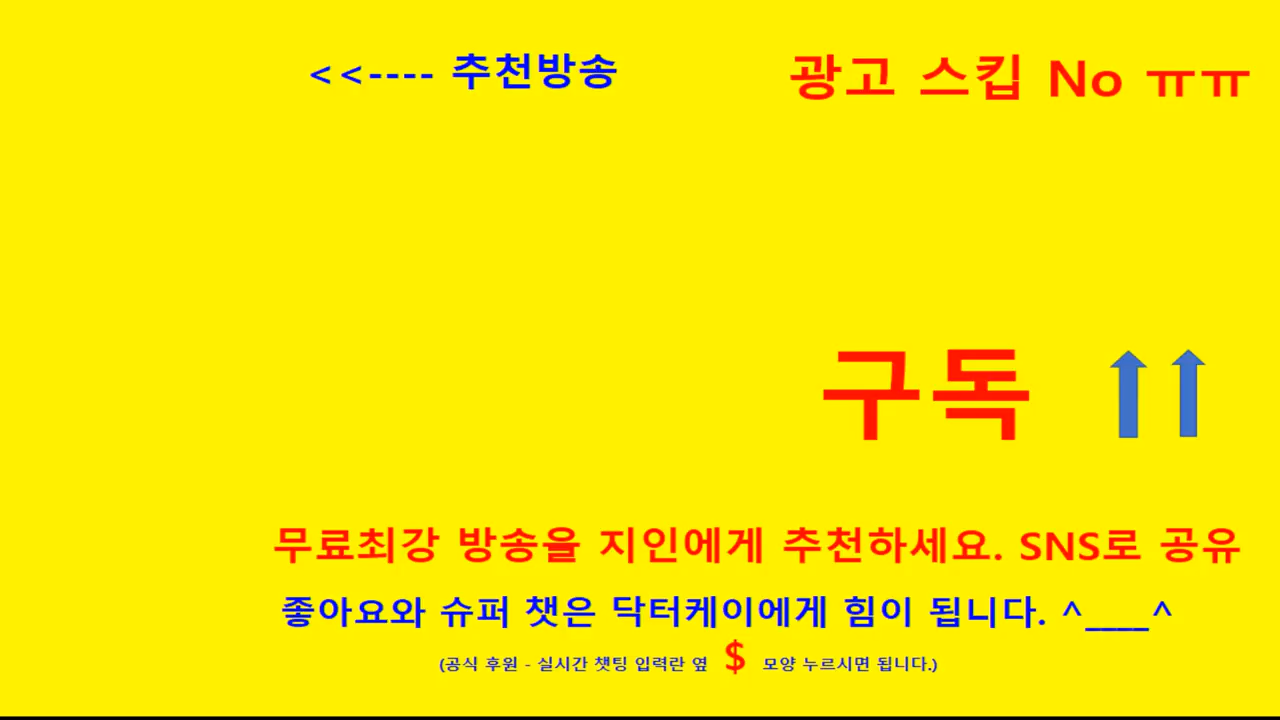 <<---- 추천방송
광고 스킵 No ㅠㅠ
구독
무료최강 방송을 지인에게 추천하세요. SNS로 공유
좋아요와 슈퍼 챗은 닥터케이에게 힘이 됩니다. ^____^
(공식 후원 - 실시간 챗팅 입력란 옆 $ 모양 누르시면 됩니다.)